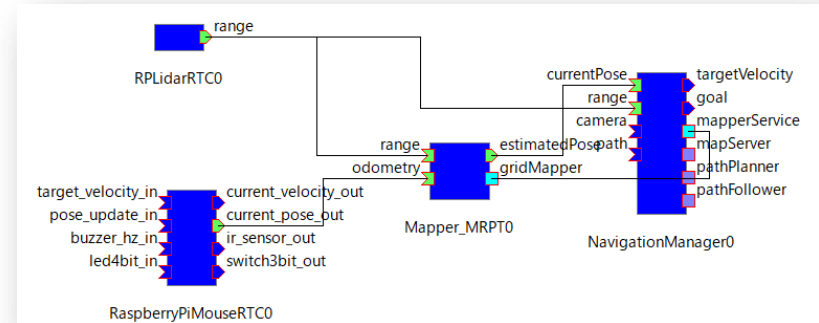 range
RPLidarRTC0
currentPose
range
camera
path
targetVelocity
goal
mapperService
mapServer
pathPlanner
pathFollower
NavigationManager0
range
odometry
estimatedPose
gridMapper
Mapper_MRPT0
target_velocity_in
pose_update_in
buzzer_hz_in
led4bit_in
current_velocity_out
current_pose_out
ir_sensor_out
switch3bit_out
RaspberryPiMouseRTC0